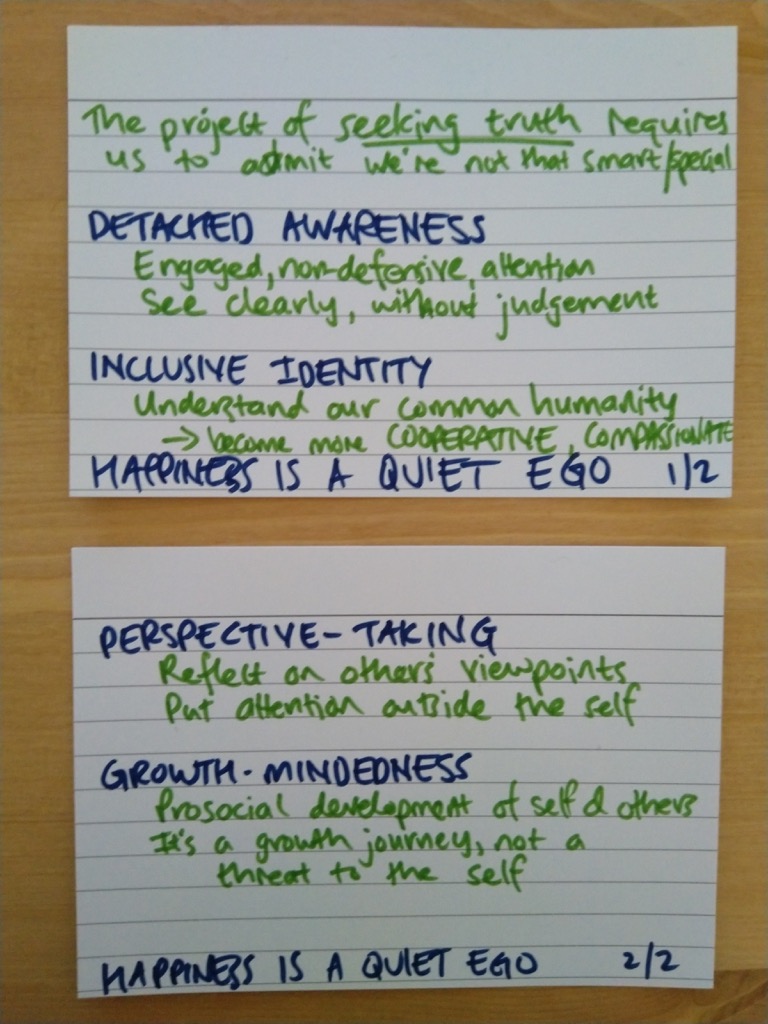 The project of seeking truth requires
us to admit we're not that smart/special
DETACHED AWARENESS
Engaged, non-defensive, attention
See clearly, without judgement
INCLUSIVE IDENTITY
Understand our common humanity
→ become more COOPERATIVE, COMPASSIONATE
HAPPINESS IS A QUIET EGO 1/2
PERSPECTIVE-TAKING
Reflect on others' viewpoints
Put attention outside the self
GROWTH-MINDEDNESS
Prosocial development of self & others
It's a growth journey, not a
threat to the self
HAPPINESS IS A QUIET EGO 2/2